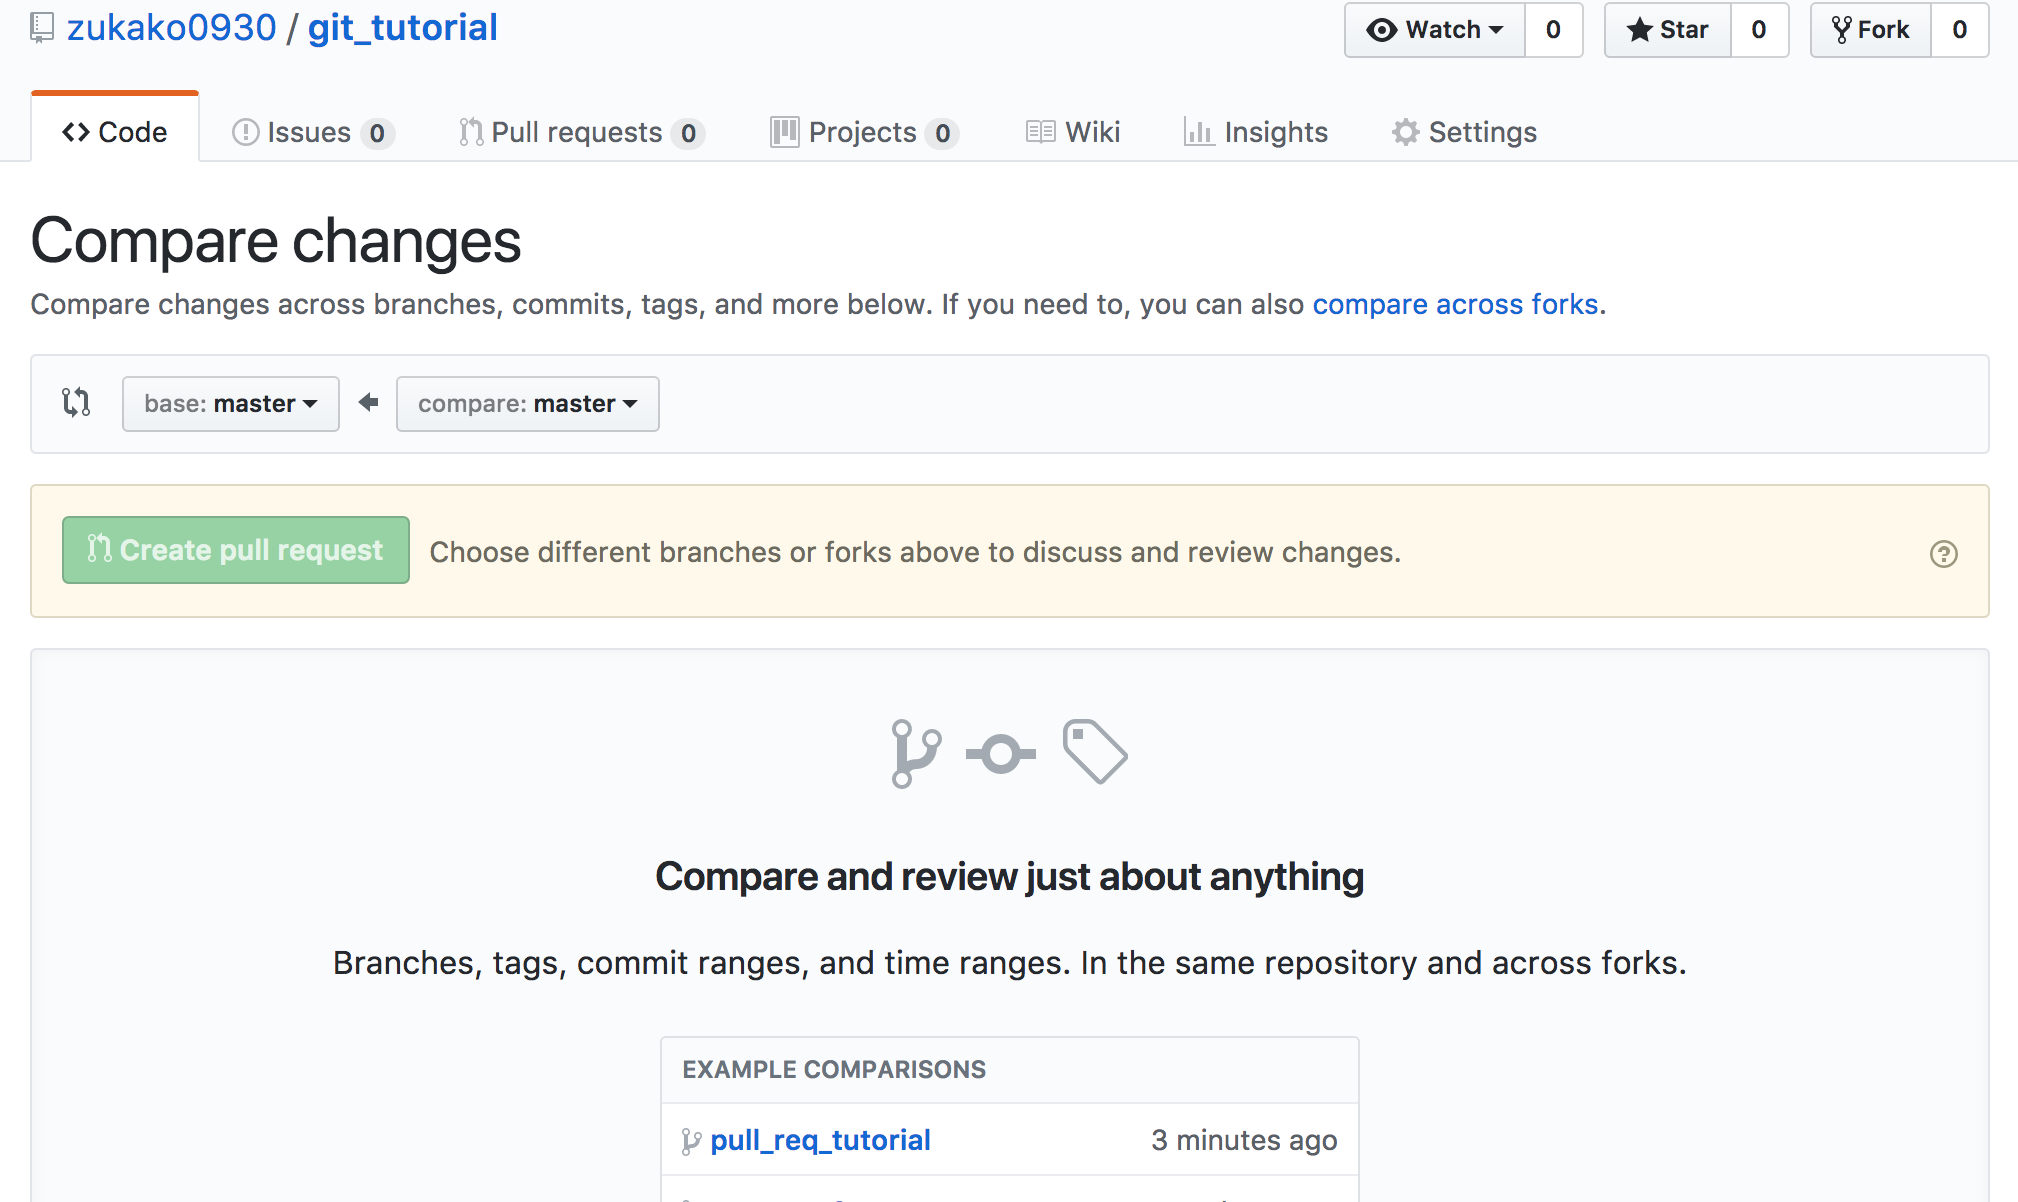 zukako0930 / git_tutorial
Watch 0 Star 0 Fork 0
Code Issues 0 Pull requests 0 Projects 0 Wiki Insights Settings
Compare changes
Compare changes across branches, commits, tags, and more below. If you need to, you can also compare across forks.
base: master compare: master
Create pull request Choose different branches or forks above to discuss and review changes.
Compare and review just about anything
Branches, tags, commit ranges, and time ranges. In the same repository and across forks.
EXAMPLE COMPARISONS
pull_req_tutorial 3 minutes ago